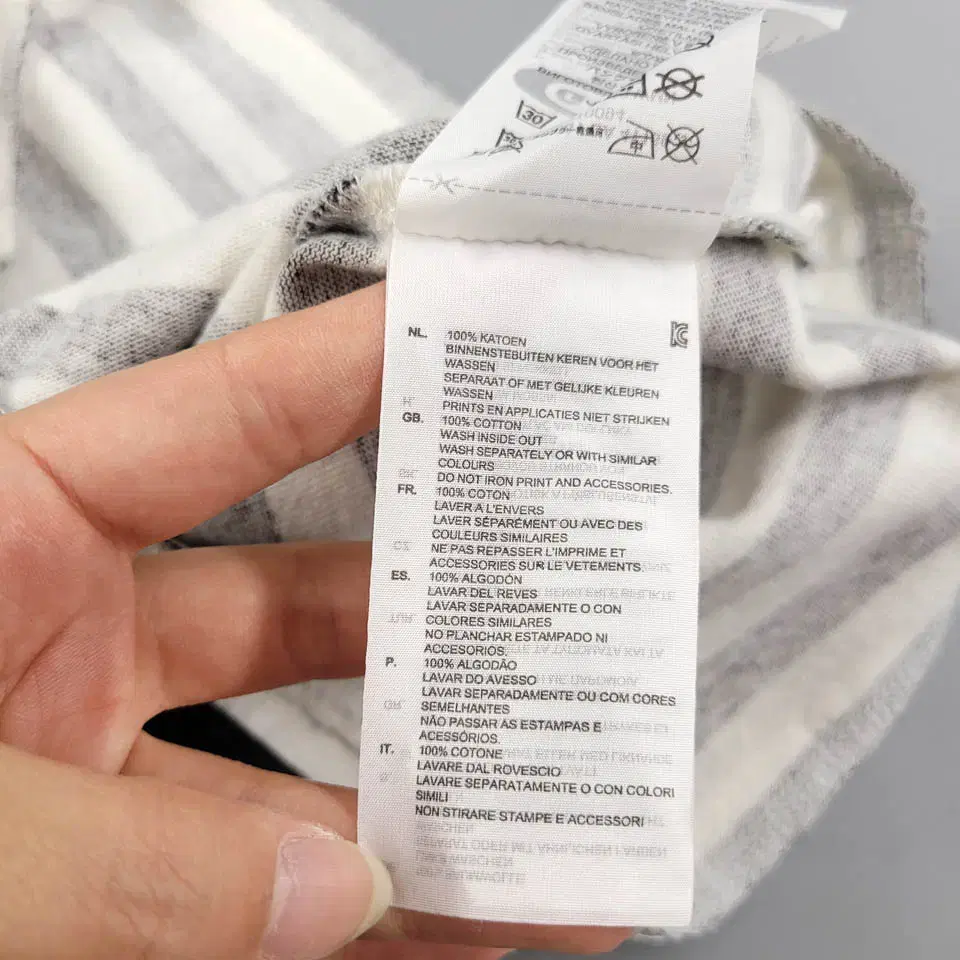 30
中
NL. 100% KATOEN
BINNENSTEBUITEN KEREN VOOR HET
WASSEN
SEPARAAT OF MET GELIJKE KLEUREN
WASSEN
PRINTS EN APPLICATIES NIET STRIJKEN
GB. 100% COTTON
WASH INSIDE OUT
WASH SEPARATELY OR WITH SIMILAR
COLOURS
DO NOT IRON PRINT AND ACCESSORIES.
FR. 100% COTON
LAVER A L'ENVERS
LAVER SÉPARÉMENT OU AVEC DES
COULEURS SIMILAIRES
NE PAS REPASSER L'IMPRIME ET
ACCESSORIES SUR LE VETEMENTS
ES. 100% ALGODÓN
LAVAR DEL REVES
LAVAR SEPARADAMENTE O CON
COLORES SIMILARES
NO PLANCHAR ESTAMPADO NI
ACCESORIOS.
P. 100% ALGODÃO
LAVAR DO AVESSO
LAVAR SEPARADAMENTE OU COM CORES
SEMELHANTES
NÃO PASSAR AS ESTAMPAS E
ACESSÓRIOS.
IT. 100% COTONE
LAVARE DAL ROVESCIO
LAVARE SEPARATAMENTE O CON COLORI
SIMILI
NON STIRARE STAMPE E ACCESSORI